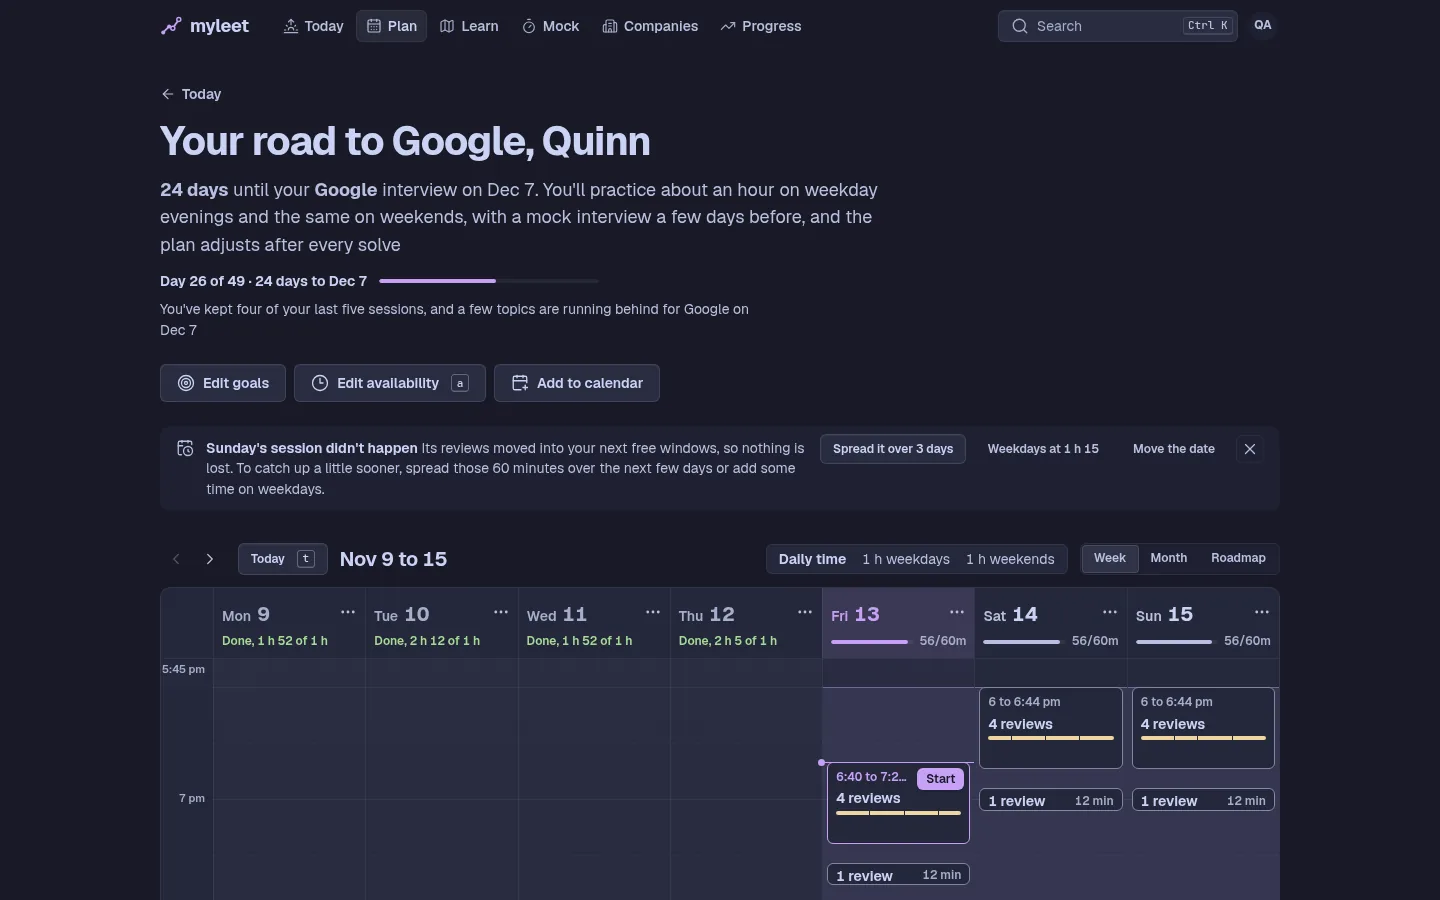 myleet
Today
Plan
Learn
Mock
Companies
Progress
Search
Ctrl K
QA
Today
Your road to Google, Quinn
24 days until your Google interview on Dec 7. You'll practice about an hour on weekday
evenings and the same on weekends, with a mock interview a few days before, and the
plan adjusts after every solve
Day 26 of 49 · 24 days to Dec 7
You've kept four of your last five sessions, and a few topics are running behind for Google on
Dec 7
Edit goals
Edit availability a
Add to calendar
Sunday's session didn't happen Its reviews moved into your next free windows, so nothing is
lost. To catch up a little sooner, spread those 60 minutes over the next few days or add some
time on weekdays.
Spread it over 3 days
Weekdays at 1 h 15
Move the date
Today t
Nov 9 to 15
Daily time 1 h weekdays 1 h weekends
Week
Month
Roadmap
Mon 9
Done, 1 h 52 of 1 h
Tue 10
Done, 2 h 12 of 1 h
Wed 11
Done, 1 h 52 of 1 h
Thu 12
Done, 2 h 5 of 1 h
Fri 13
56/60m
Sat 14
56/60m
Sun 15
56/60m
5:45 pm
7 pm
6:40 to 7:2...
Start
4 reviews
1 review 12 min
6 to 6:44 pm
4 reviews
1 review 12 min
6 to 6:44 pm
4 reviews
1 review 12 min